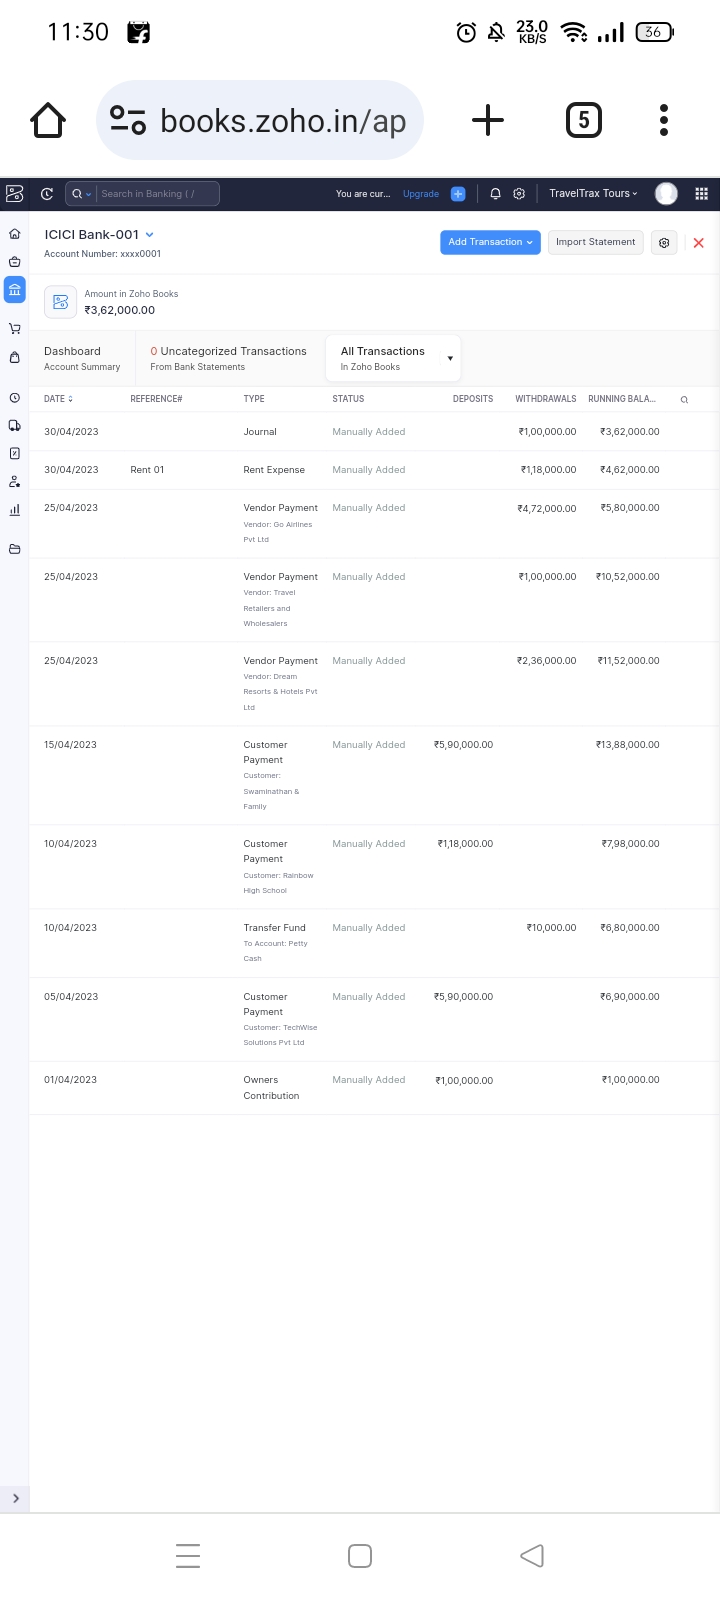 11:30
23.0
KB/S
36
books.zoho.in/ap
5
Search in Banking ( /
You are cur...
Upgrade
TravelTrax Tours
ICICI Bank-001
Account Number: xxxx0001
Add Transaction
Import Statement
Amount in Zoho Books
₹3,62,000.00
Dashboard
Account Summary
0 Uncategorized Transactions
From Bank Statements
All Transactions
In Zoho Books
DATE REFERENCE# TYPE STATUS DEPOSITS WITHDRAWALS RUNNING BALA...
30/04/2023 Journal Manually Added ₹1,00,000.00 ₹3,62,000.00
30/04/2023 Rent 01 Rent Expense Manually Added ₹1,18,000.00 ₹4,62,000.00
25/04/2023 Vendor Payment Manually Added ₹4,72,000.00 ₹5,80,000.00
Vendor: Go Airlines
Pvt Ltd
25/04/2023 Vendor Payment Manually Added ₹1,00,000.00 ₹10,52,000.00
Vendor: Travel
Retailers and
Wholesalers
25/04/2023 Vendor Payment Manually Added ₹2,36,000.00 ₹11,52,000.00
Vendor: Dream
Resorts & Hotels Pvt
Ltd
15/04/2023 Customer Manually Added ₹5,90,000.00 ₹13,88,000.00
Payment
Customer:
Swaminathan &
Family
10/04/2023 Customer Manually Added ₹1,18,000.00 ₹7,98,000.00
Payment
Customer: Rainbow
High School
10/04/2023 Transfer Fund Manually Added ₹10,000.00 ₹6,80,000.00
To Account: Petty
Cash
05/04/2023 Customer Manually Added ₹5,90,000.00 ₹6,90,000.00
Payment
Customer: TechWise
Solutions Pvt Ltd
01/04/2023 Owners Manually Added ₹1,00,000.00 ₹1,00,000.00
Contribution